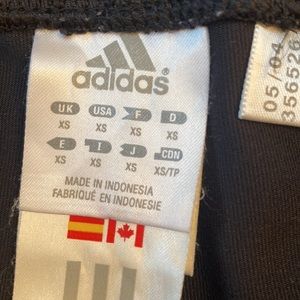 adidas
UK USA F D
XS XS XS XS
E I J CDN
XS XS XS XS/TP
MADE IN INDONESIA
FABRIQUÉ EN INDONÉSIE
05/04
356526